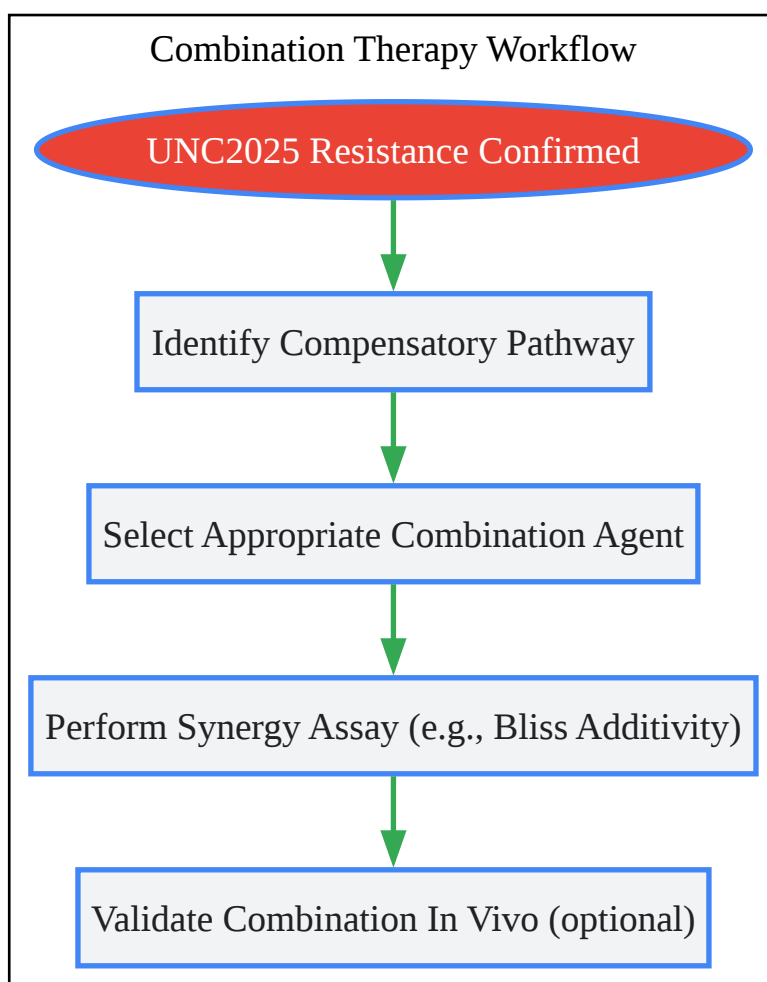 Combination Therapy Workflow
UNC2025 Resistance Confirmed
Identify Compensatory Pathway
Select Appropriate Combination Agent
Perform Synergy Assay (e.g., Bliss Additivity)
Validate Combination In Vivo (optional)